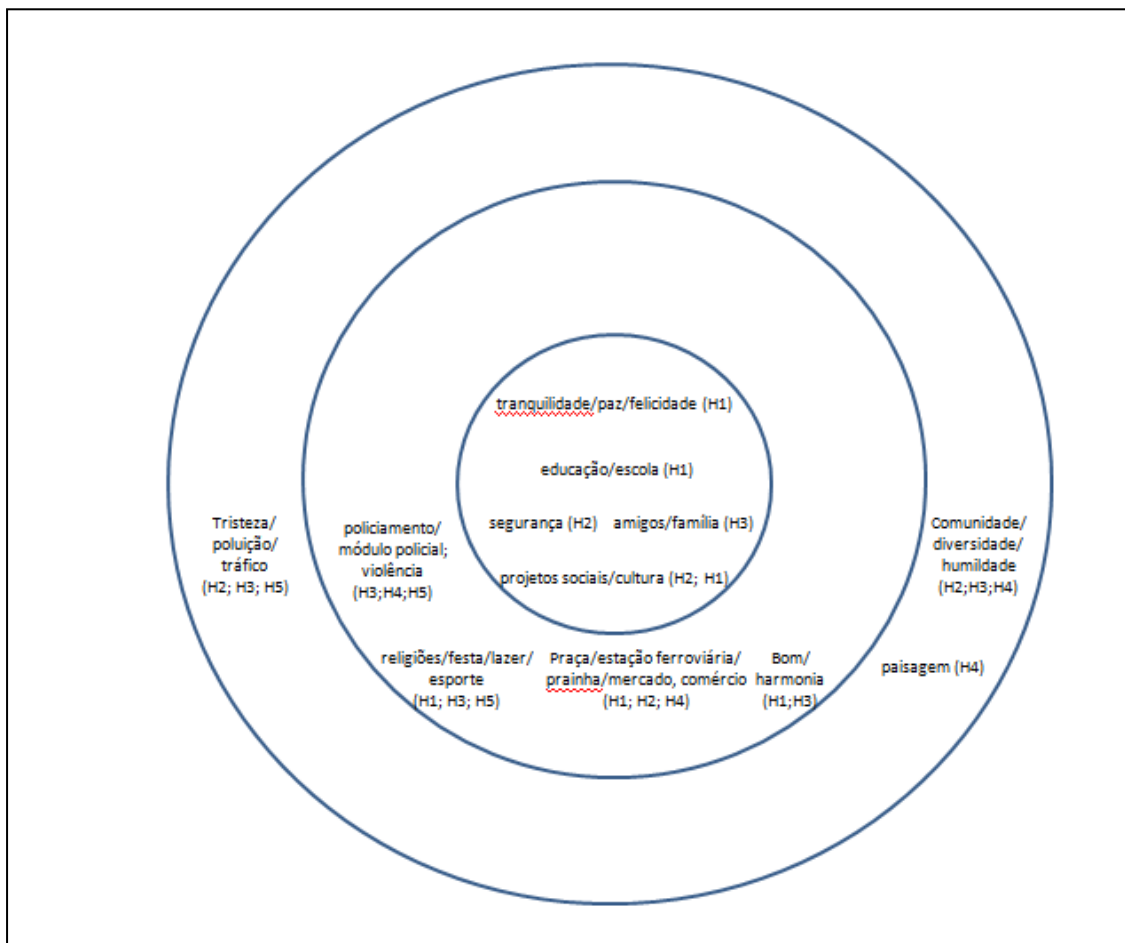 tranquilidade/paz/felicidade (H1)
educação/escola (H1)
segurança (H2) amigos/família (H3)
projetos sociais/cultura (H2; H1)
Tristeza/
poluição/
tráfico
(H2; H3; H5)
policiamento/
módulo policial;
violência
(H3;H4;H5)
Comunidade/
diversidade/
humildade
(H2;H3;H4)
religiões/festa/lazer/
esporte
(H1; H3; H5)
Praça/estação ferroviária/
prainha/mercado, comércio
(H1; H2; H4)
Bom/
harmonia
(H1;H3)
paisagem (H4)